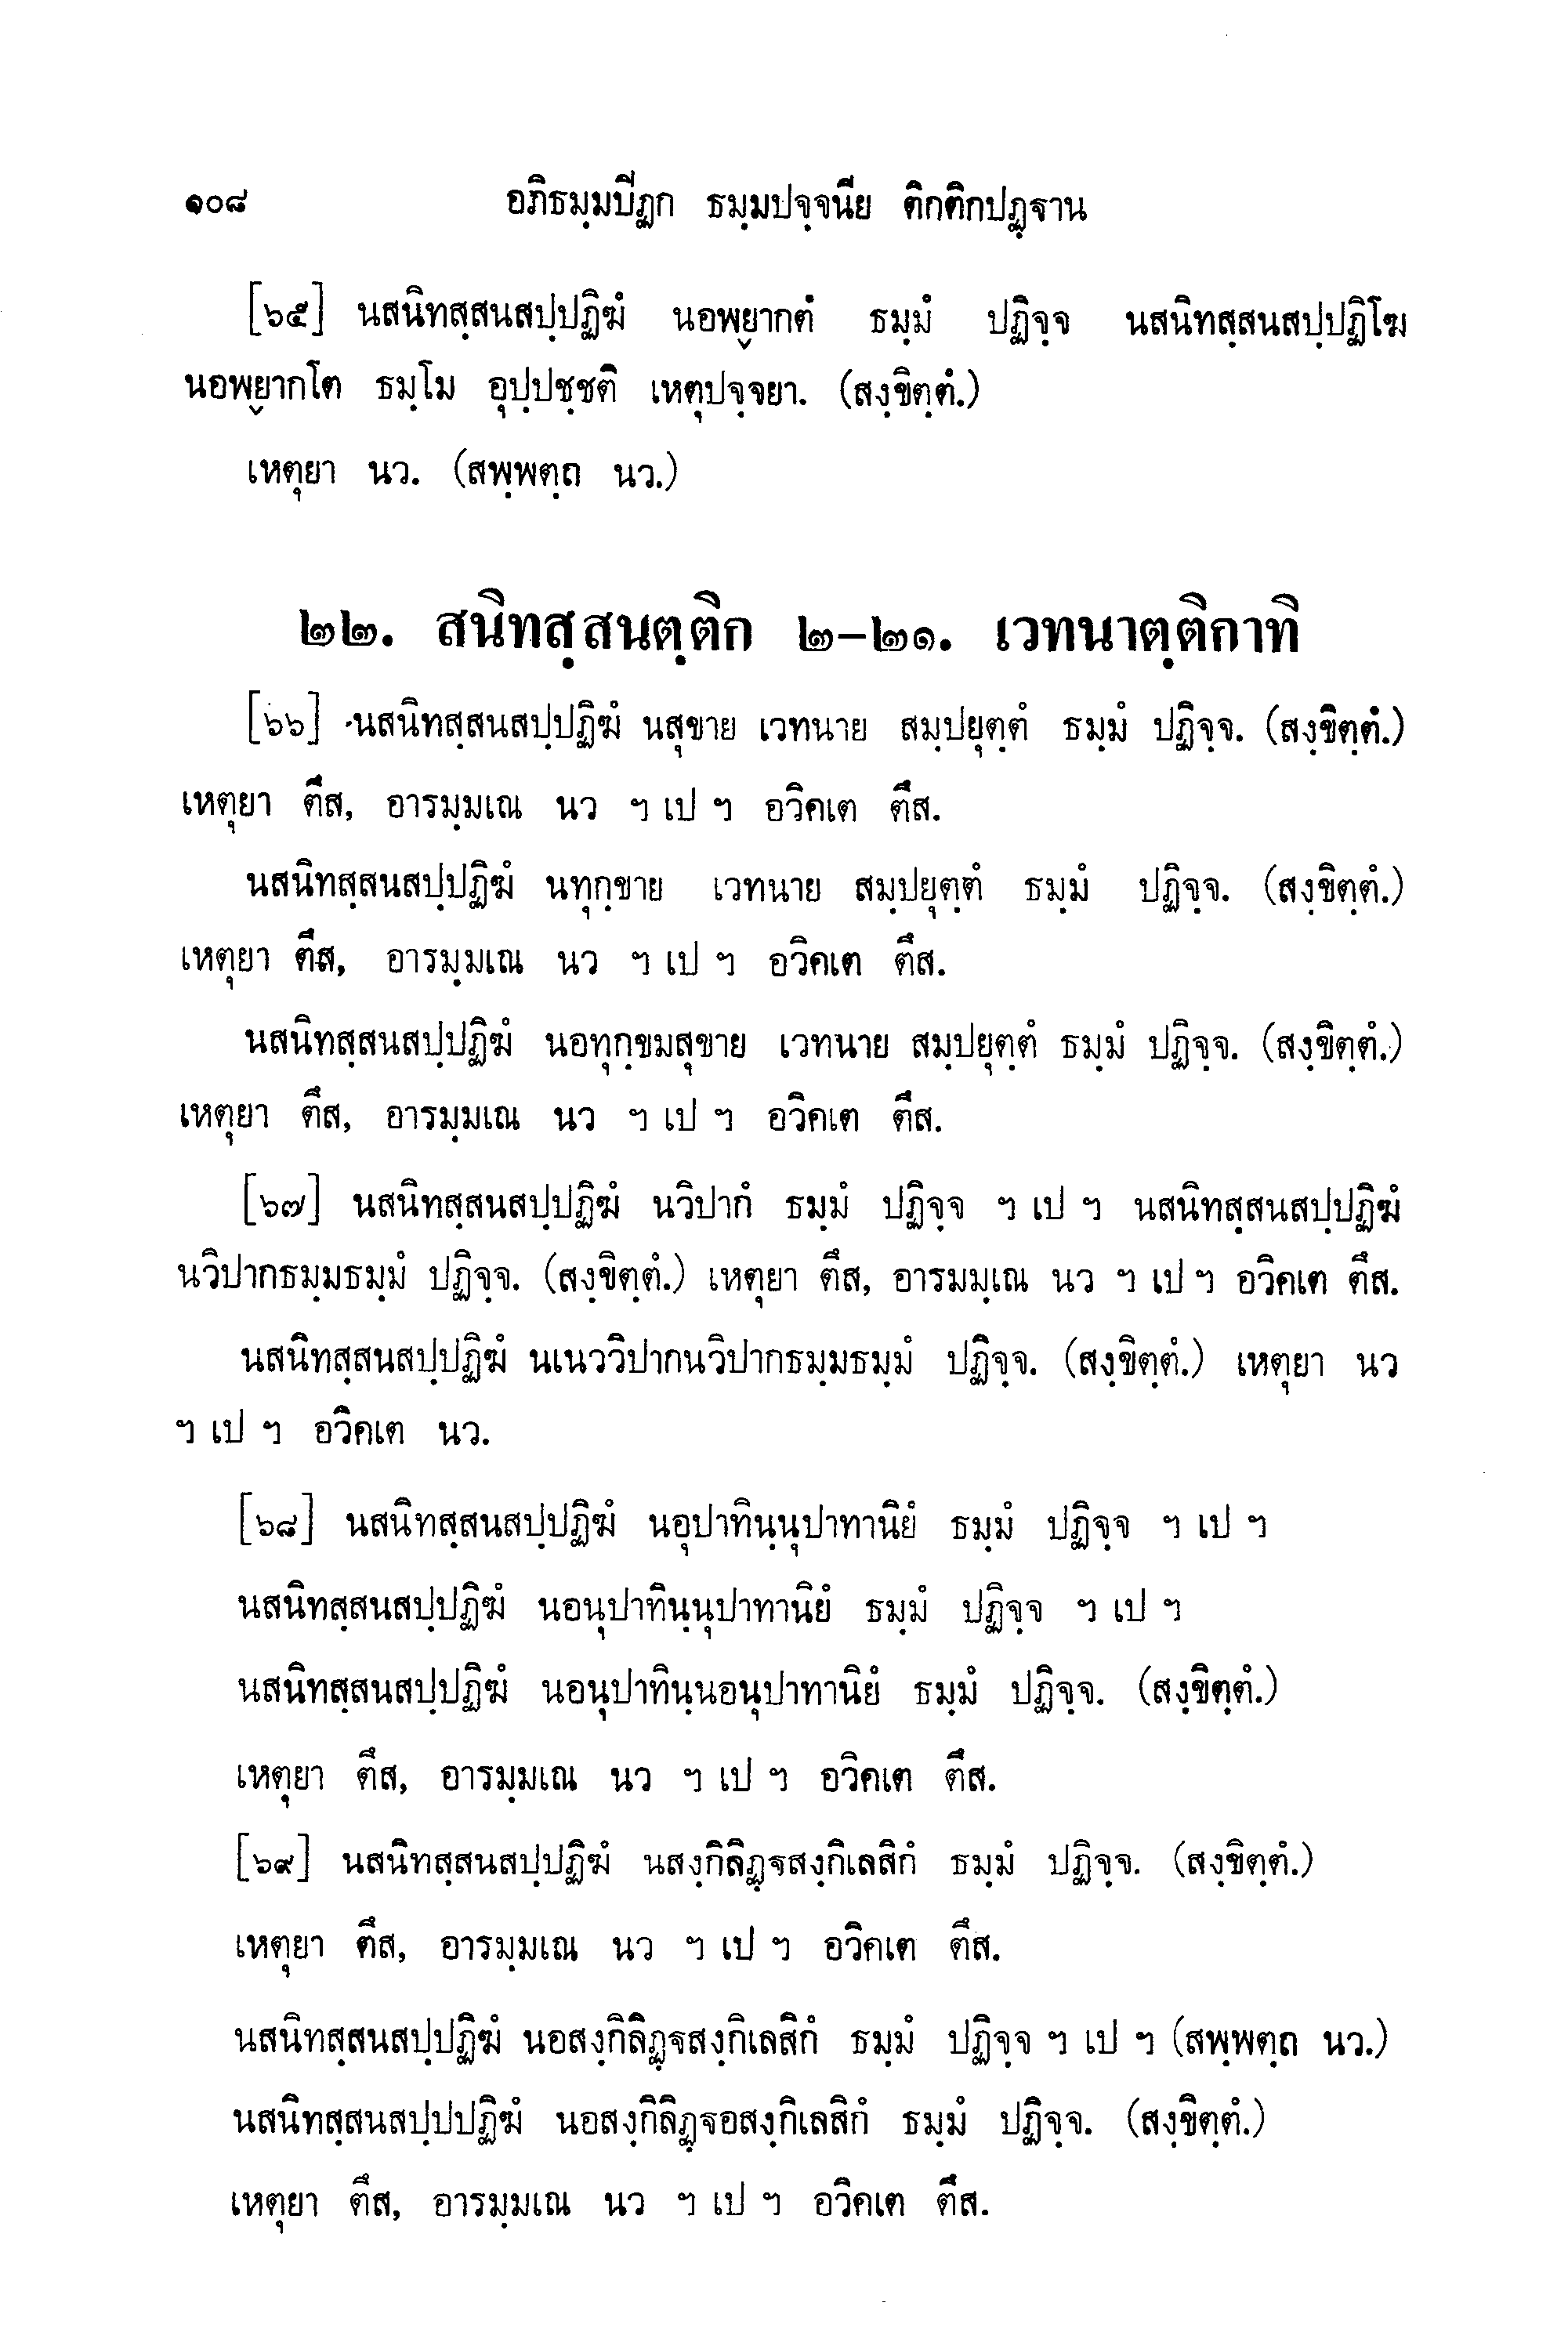 ๑๐๘ อภิธมฺมปีฏก ธมฺมปจฺจนีย ติกติกปฏฺฐาน
[๖๕] นสนิทสฺสนสปฺปฏิฆํ นอพฺยากตํ ธมฺมํ ปฏิจฺจ นสนิทสฺสนสปฺปฏิโฆ
นอพฺยากโต ธมฺโม อุปฺปชฺชติ เหตุปจฺจยา. (สงฺขิตฺตํ.)
เหตุยา นว. (สพฺพตฺถ นว.)
๒๒. สนิทสฺสนตฺติก ๒-๒๑. เวทนาตฺติกาทิ
[๖๖] นสนิทสฺสนสปฺปฏิฆํ นสุขาย เวทนาย สมฺปยุตฺตํ ธมฺมํ ปฏิจฺจ. (สงฺขิตฺตํ.)
เหตุยา ตึส, อารมฺมเณ นว ฯ เป ฯ อวิคเต ตึส.
นสนิทสฺสนสปฺปฏิฆํ นทุกฺขาย เวทนาย สมฺปยุตฺตํ ธมฺมํ ปฏิจฺจ. (สงฺขิตฺตํ.)
เหตุยา ตึส, อารมฺมเณ นว ฯ เป ฯ อวิคเต ตึส.
นสนิทสฺสนสปฺปฏิฆํ นอทุกฺขมสุขาย เวทนาย สมฺปยุตฺตํ ธมฺมํ ปฏิจฺจ. (สงฺขิตฺตํ.)
เหตุยา ตึส, อารมฺมเณ นว ฯ เป ฯ อวิคเต ตึส.
[๖๗] นสนิทสฺสนสปฺปฏิฆํ นวิปากํ ธมฺมํ ปฏิจฺจ ฯ เป ฯ นสนิทสฺสนสปฺปฏิฆํ
นวิปากธมฺมธมฺมํ ปฏิจฺจ. (สงฺขิตฺตํ.) เหตุยา ตึส, อารมมฺเณ นว ฯ เป ฯ อวิคเต ตึส.
นสนิทสฺสนสปฺปฏิฆํ นเนววิปากนวิปากธมฺมธมฺมํ ปฏิจฺจ. (สงฺขิตฺตํ.) เหตุยา นว
ฯ เป ฯ อวิคเต นว.
[๖๘] นสนิทสฺสนสปฺปฏิฆํ นอุปาทินฺนุปาทานิยํ ธมฺมํ ปฏิจฺจ ฯ เป ฯ
นสนิทสฺสนสปฺปฏิฆํ นอนุปาทินฺนุปาทานิยํ ธมฺมํ ปฏิจฺจ ฯ เป ฯ
นสนิทสฺสนสปฺปฏิฆํ นอนุปาทินฺนอนุปาทานิยํ ธมฺมํ ปฏิจฺจ. (สงฺขิตฺตํ.)
เหตุยา ตึส, อารมฺมเณ นว ฯ เป ฯ อวิคเต ตึส.
[๖๙] นสนิทสฺสนสปฺปฏิฆํ นสงฺกิลิฏฺฐสงฺกิเลสิกํ ธมฺมํ ปฏิจฺจ. (สงฺขิตฺตํ.)
เหตุยา ตึส, อารมฺมเณ นว ฯ เป ฯ อวิคเต ตึส.
นสนิทสฺสนสปฺปฏิฆํ นอสงฺกิลิฏฺฐสงฺกิเลสิกํ ธมฺมํ ปฏิจฺจ ฯ เป ฯ (สพฺพตฺถ นว.)
นสนิทสฺสนสปฺปปฏิฆํ นอสงฺกิลิฏฺฐอสงฺกิเลสิกํ ธมฺมํ ปฏิจฺจ. (สงฺขิตฺตํ.)
เหตุยา ตึส, อารมฺมเณ นว ฯ เป ฯ อวิคเต ตึส.